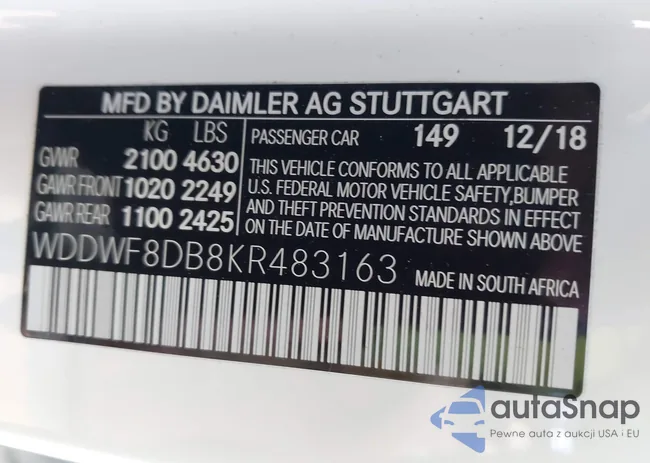 MFD BY DAIMLER AG STUTTGART
KG LBS
GVWR 2100 4630
GAWR FRONT 1020 2249
GAWR REAR 1100 2425
PASSENGER CAR 149 12/18
THIS VEHICLE CONFORMS TO ALL APPLICABLE
U.S. FEDERAL MOTOR VEHICLE SAFETY, BUMPER
AND THEFT PREVENTION STANDARDS IN EFFECT
ON THE DATE OF MANUFACTURE SHOWN ABOVE.
WDDWF8DB8KR483163
MADE IN SOUTH AFRICA
autaSnap
Pewne auta z aukcji USA i EU